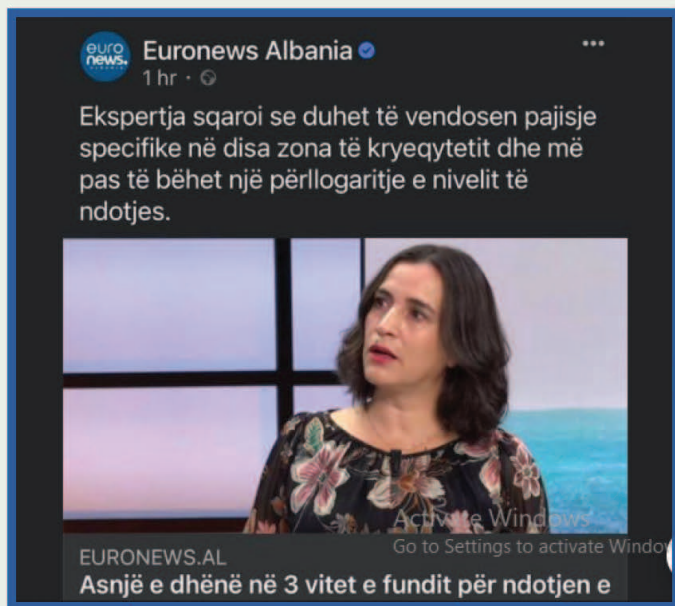 euro
news.
ALBANIA
Euronews Albania
1 hr
Ekspertja sqaroi se duhet të vendosen pajisje
specifike në disa zona të kryeqytetit dhe më
pas të bëhet një përllogaritje e nivelit të
ndotjes.
Activate Windows
Go to Settings to activate Windo
EURONEWS.AL
Asnjë e dhënë në 3 vitet e fundit për ndotjen e